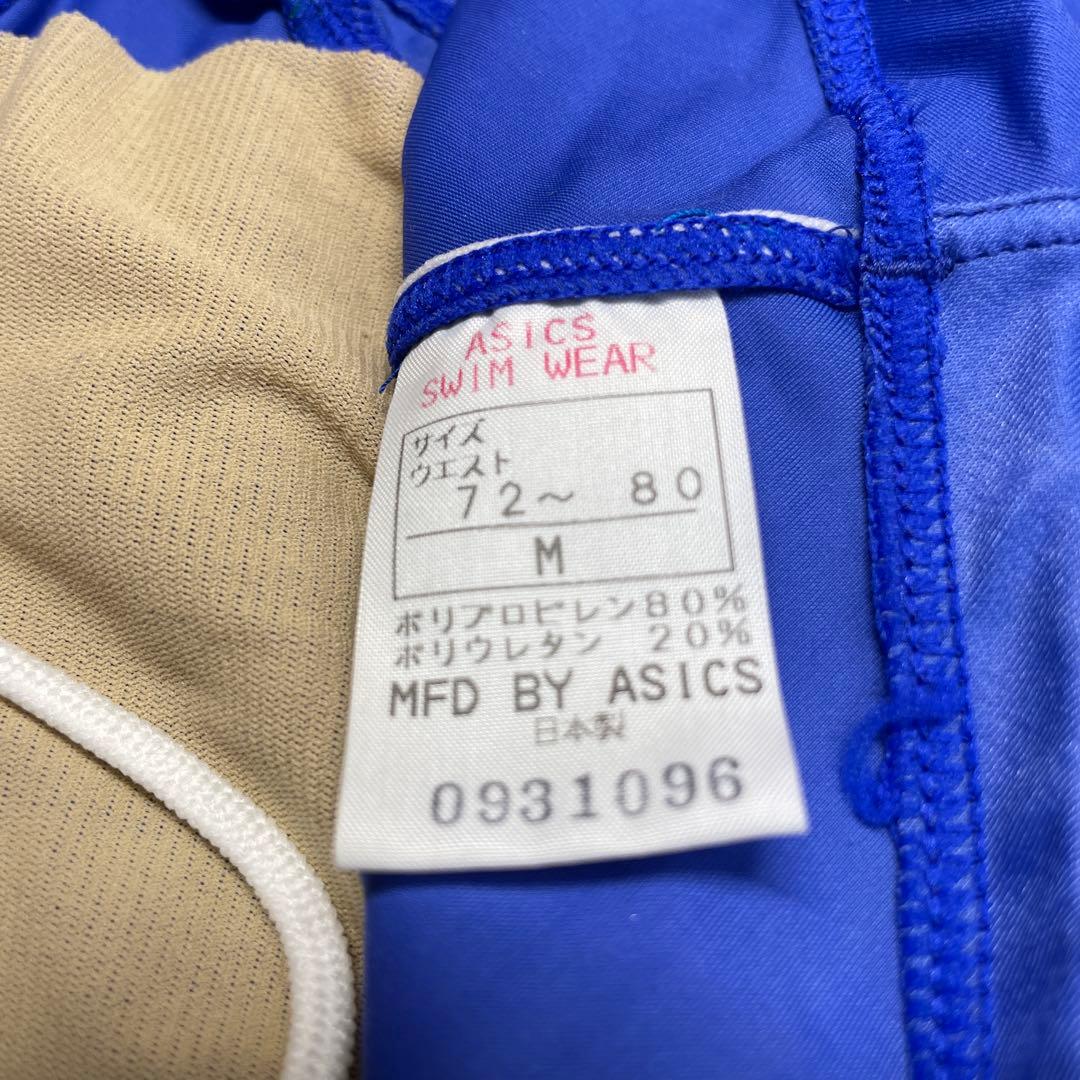 ASICS
SWIM WEAR
サイズ
ウエスト
72〜 80
M
ポリプロピレン80%
ポリウレタン 20%
MFD BY ASICS
日本製
0931096